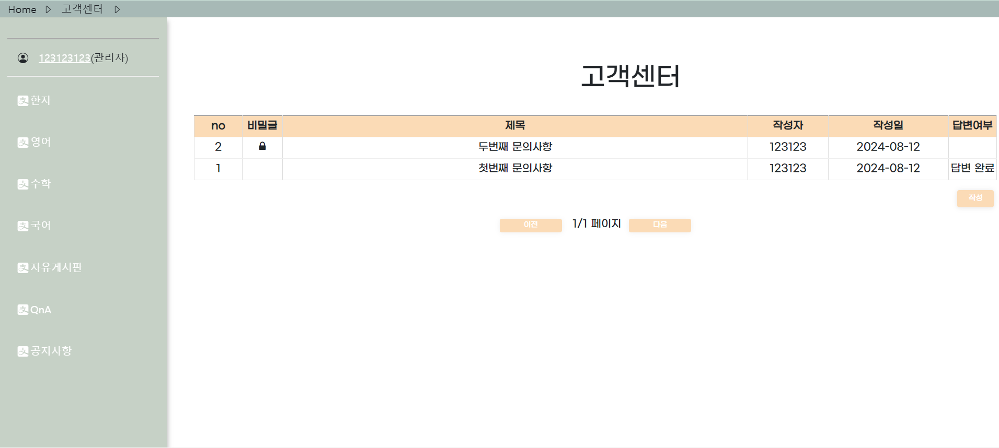 Home 고객센터
123123123(관리자)
한자
영어
수학
국어
자유게시판
QnA
공지사항
고객센터
no 비밀글 제목 작성자 작성일 답변여부
2 두번째 문의사항 123123 2024-08-12
1 첫번째 문의사항 123123 2024-08-12 답변 완료
작성
이전 1/1 페이지 다음